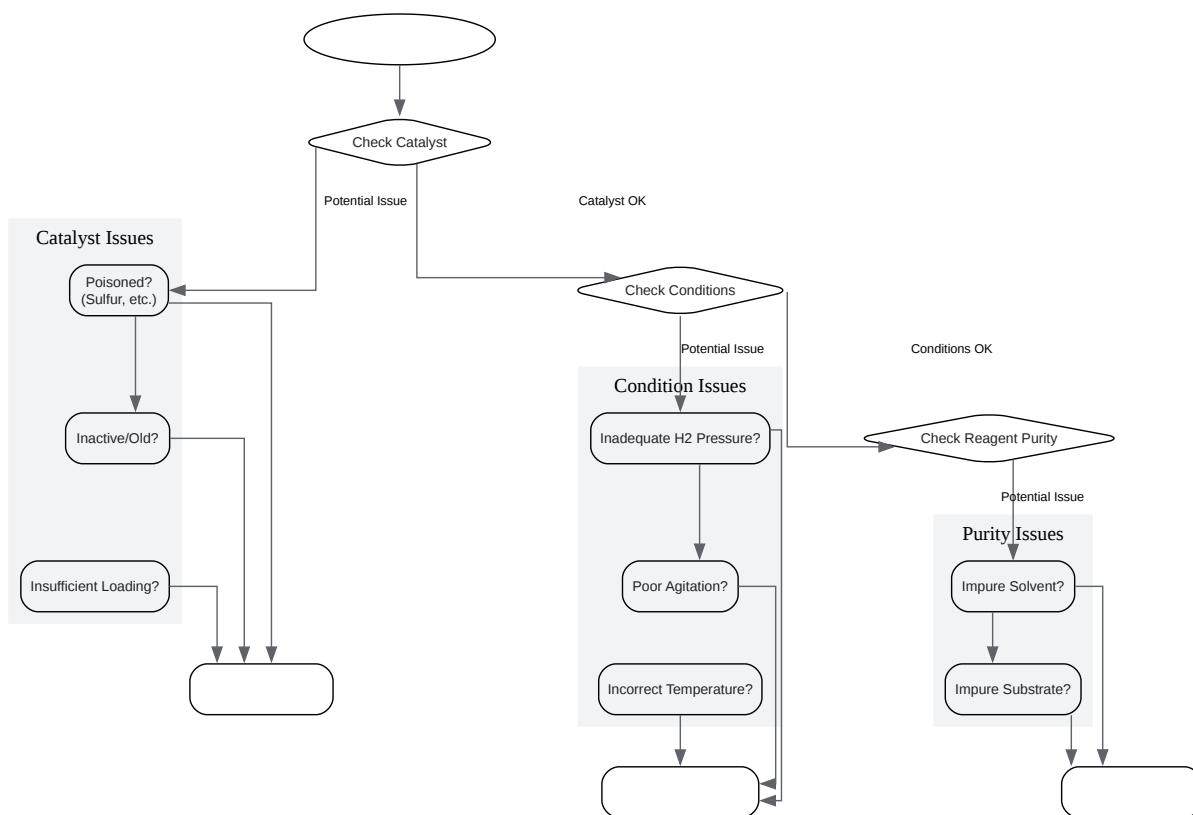 Check Catalyst
Potential Issue
Catalyst OK
Catalyst Issues
Poisoned?
(Sulfur, etc.)
Check Conditions
Potential Issue
Conditions OK
Condition Issues
Inactive/Old?
Inadequate H2 Pressure?
Check Reagent Purity
Potential Issue
Purity Issues
Insufficient Loading?
Poor Agitation?
Impure Solvent?
Incorrect Temperature?
Impure Substrate?